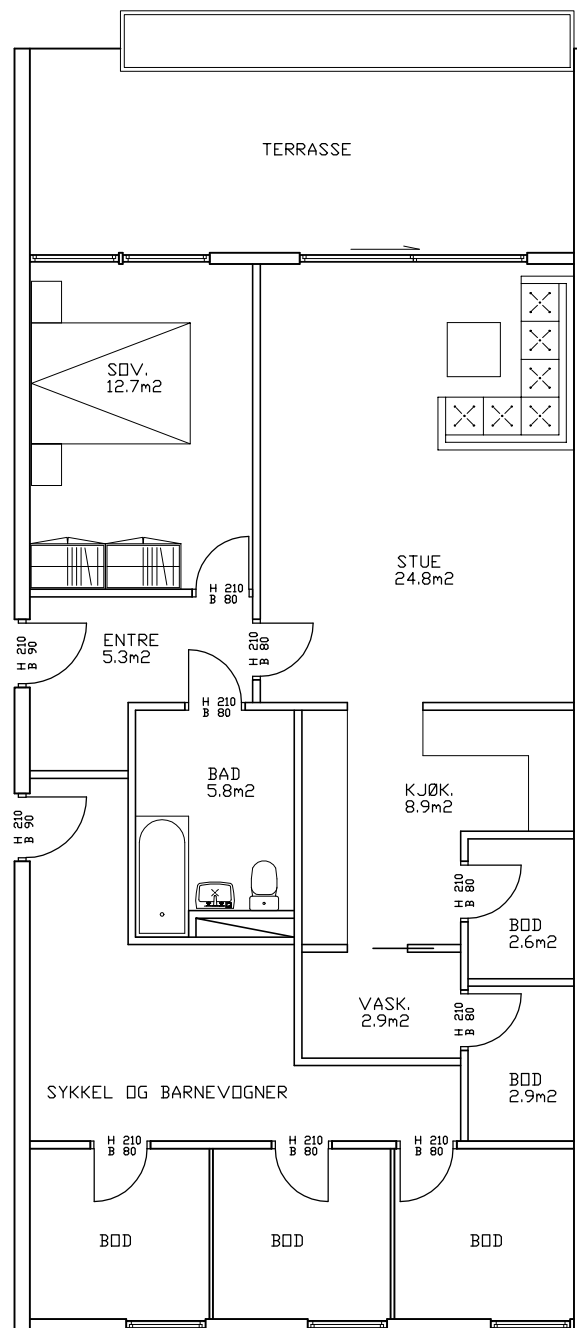 TERRASSE
SOV.
12.7m2
STUE
24.8m2
H 210
B 80
H 210
B 90
ENTRE
5.3m2
H 210
B 80
H 210
B 80
BAD
5.8m2
KJØK.
8.9m2
H 210
B 90
H 210
B 80
BOD
2.6m2
VASK.
2.9m2
H 210
B 80
BOD
2.9m2
SYKKEL OG BARNEVOGNER
H 210
B 80
H 210
B 80
H 210
B 80
BOD
BOD
BOD